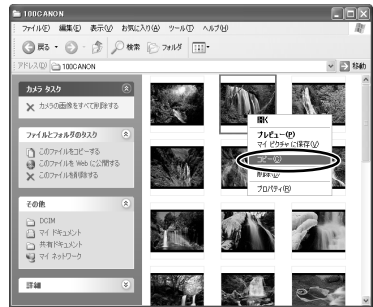 100CANON
ファイル(F) 編集(E) 表示(V) お気に入り(A) ツール(T) ヘルプ(H)
戻る 検索 フォルダ
アドレス(D) 100CANON 移動
カメラ タスク
カメラの画像をすべて削除する
ファイルとフォルダのタスク
このファイルをコピーする
このファイルを Web に公開する
このファイルを削除する
その他
DCIM
マイ ドキュメント
共有ドキュメント
マイ ネットワーク
詳細
開く
プレビュー(P)
マイ ピクチャ に保存(V)
コピー(C)
削除(D)
プロパティ(R)